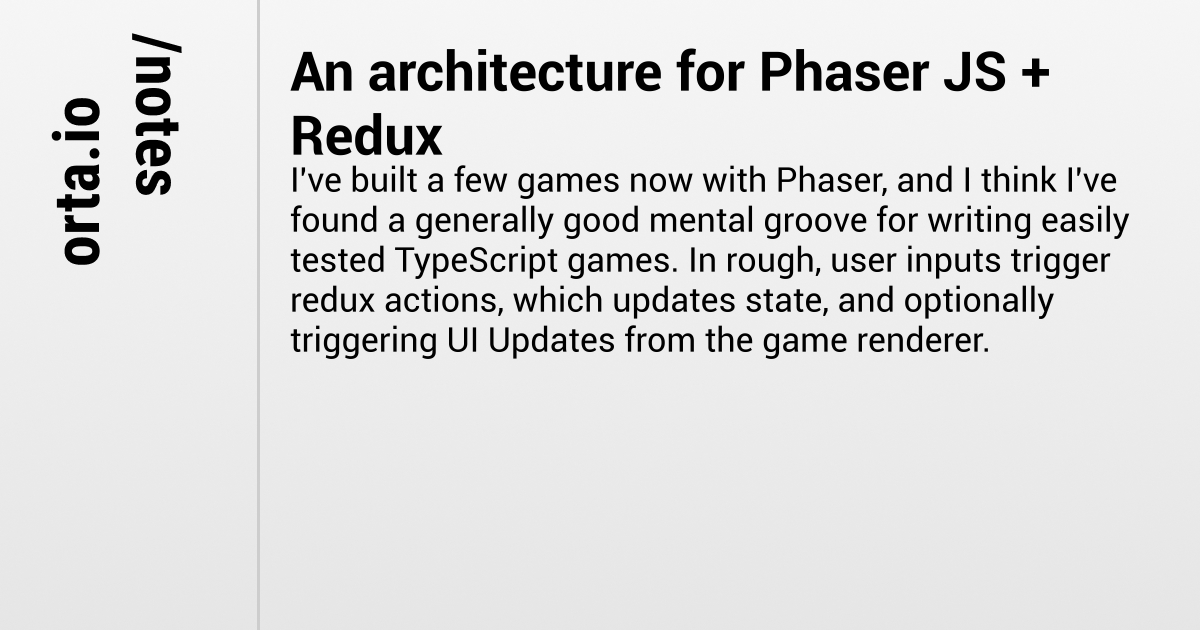 orta.io
/notes
An architecture for Phaser JS +
Redux
I've built a few games now with Phaser, and I think I've
found a generally good mental groove for writing easily
tested TypeScript games. In rough, user inputs trigger
redux actions, which updates state, and optionally
triggering UI Updates from the game renderer.